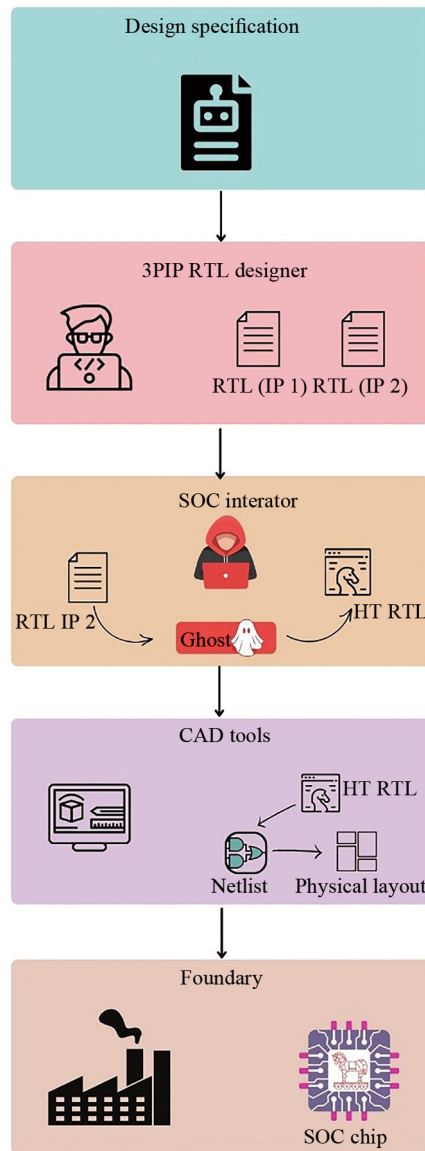 Design specification
3PIP RTL designer
</>
RTL (IP 1) RTL (IP 2)
SOC interator
RTL IP 2
Ghost
HT RTL
CAD tools
HT RTL
Netlist
Physical layout
Foundary
SOC chip